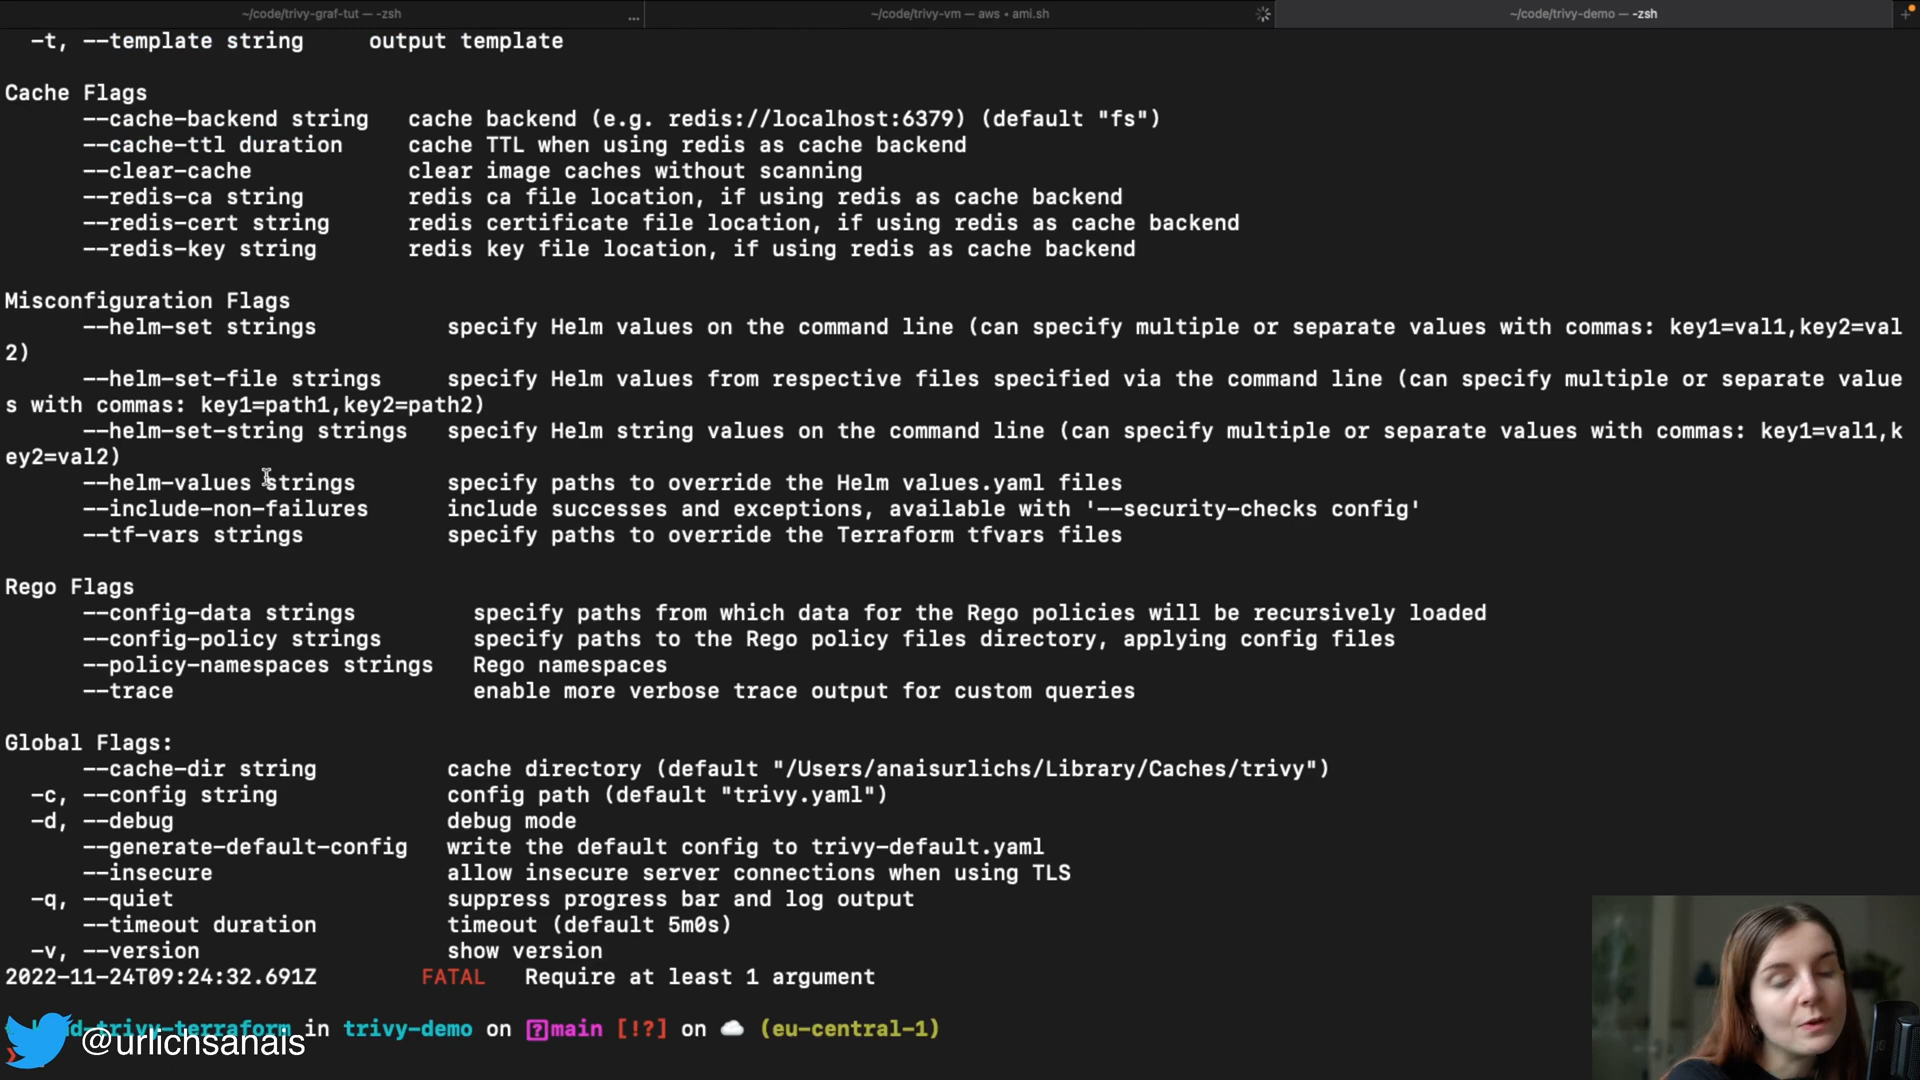 ~/code/trivy-graf-tut — -zsh
...
~/code/trivy-vm — aws • ami.sh
~/code/trivy-demo — -zsh
+
-t, --template string     output template
Cache Flags
--cache-backend string   cache backend (e.g. redis://localhost:6379) (default "fs")
--cache-ttl duration     cache TTL when using redis as cache backend
--clear-cache            clear image caches without scanning
--redis-ca string        redis ca file location, if using redis as cache backend
--redis-cert string      redis certificate file location, if using redis as cache backend
--redis-key string       redis key file location, if using redis as cache backend
Misconfiguration Flags
--helm-set strings          specify Helm values on the command line (can specify multiple or separate values with commas: key1=val1,key2=val
2)
--helm-set-file strings     specify Helm values from respective files specified via the command line (can specify multiple or separate value
s with commas: key1=path1,key2=path2)
--helm-set-string strings   specify Helm string values on the command line (can specify multiple or separate values with commas: key1=val1,k
ey2=val2)
--helm-values strings       specify paths to override the Helm values.yaml files
--include-non-failures      include successes and exceptions, available with '--security-checks config'
--tf-vars strings           specify paths to override the Terraform tfvars files
Rego Flags
--config-data strings         specify paths from which data for the Rego policies will be recursively loaded
--config-policy strings       specify paths to the Rego policy files directory, applying config files
--policy-namespaces strings   Rego namespaces
--trace                       enable more verbose trace output for custom queries
Global Flags:
--cache-dir string          cache directory (default "/Users/anaisurlichs/Library/Caches/trivy")
-c, --config string             config path (default "trivy.yaml")
-d, --debug                     debug mode
--generate-default-config   write the default config to trivy-default.yaml
--insecure                  allow insecure server connections when using TLS
-q, --quiet                     suppress progress bar and log output
--timeout duration          timeout (default 5m0s)
-v, --version                   show version
2022-11-24T09:24:32.691Z        FATAL   Require at least 1 argument
in trivy-demo on [?]main [!?] on (eu-central-1)
@urlichsanais